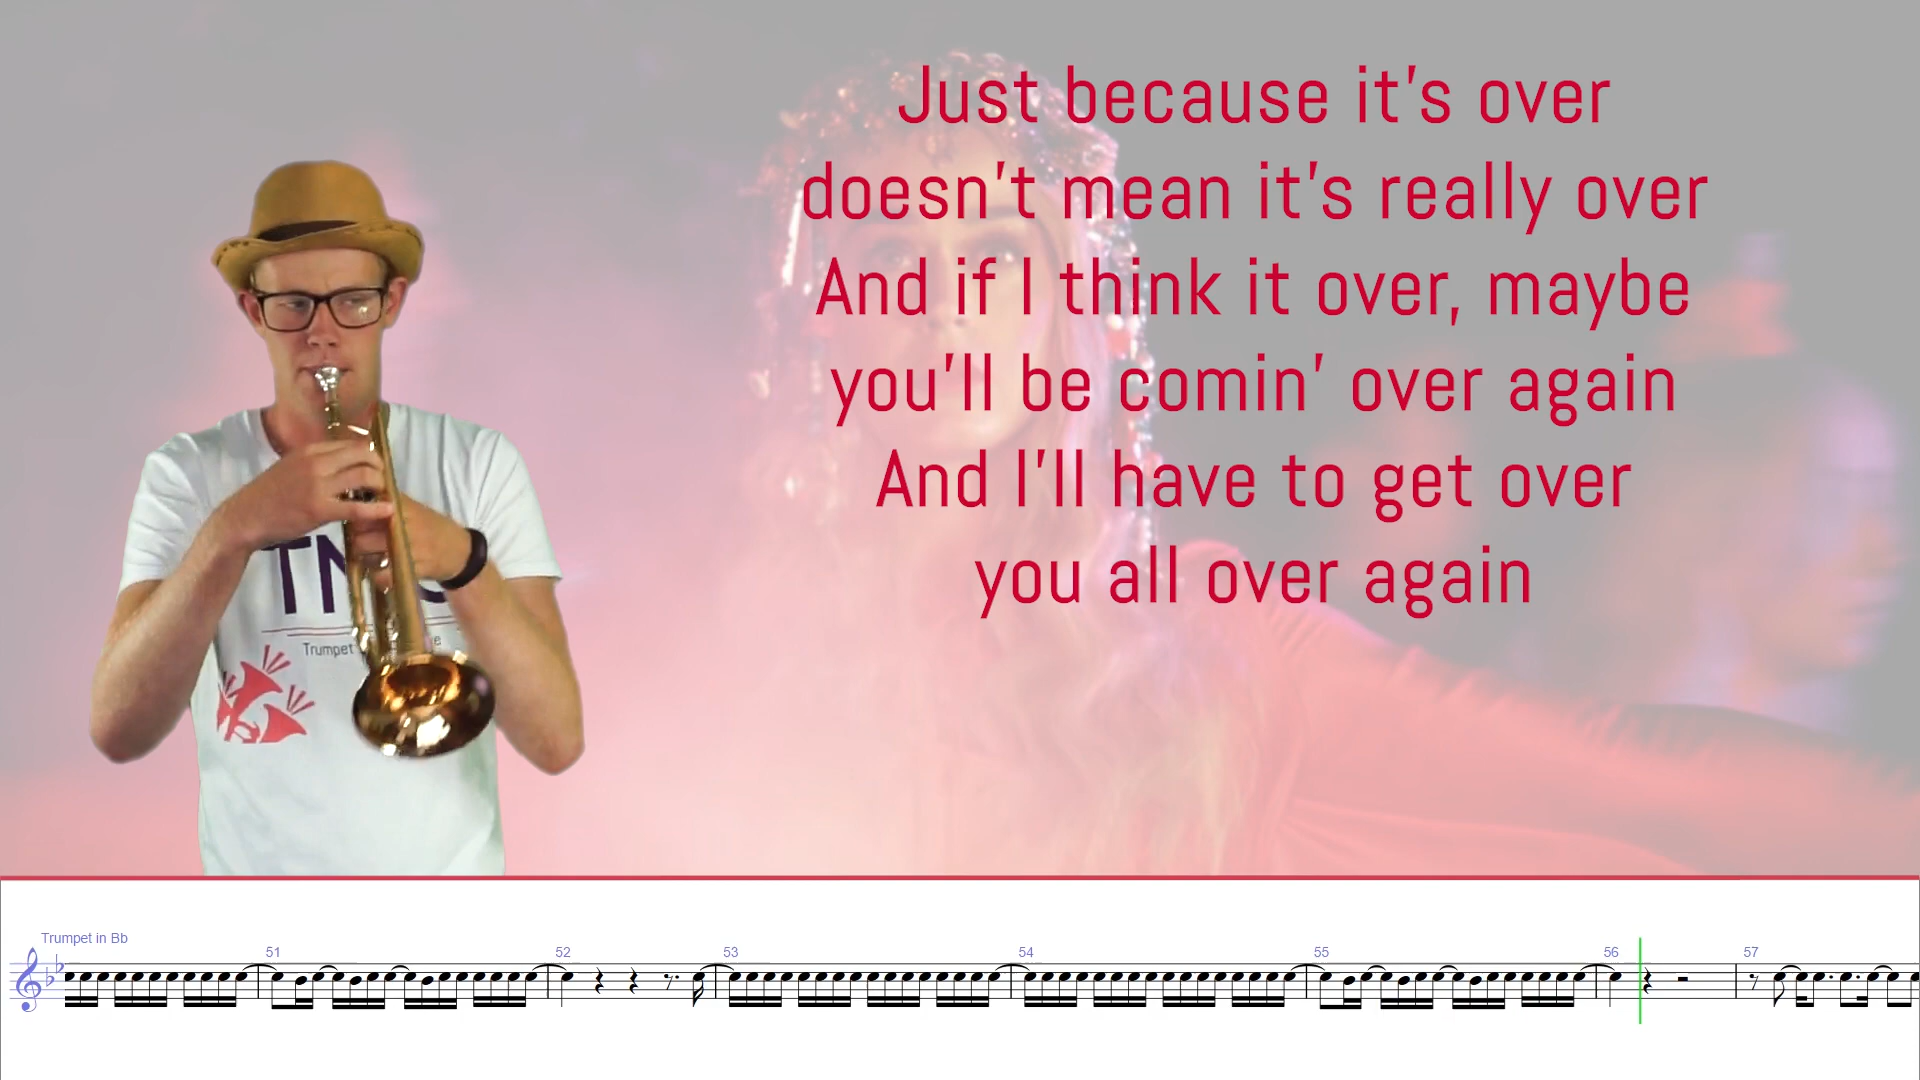 Just because it's over
doesn't mean it's really over
And if I think it over, maybe
you'll be comin' over again
And I'll have to get over
you all over again
Trumpet
Trumpet in Bb
51
52
53
54
55
56
57